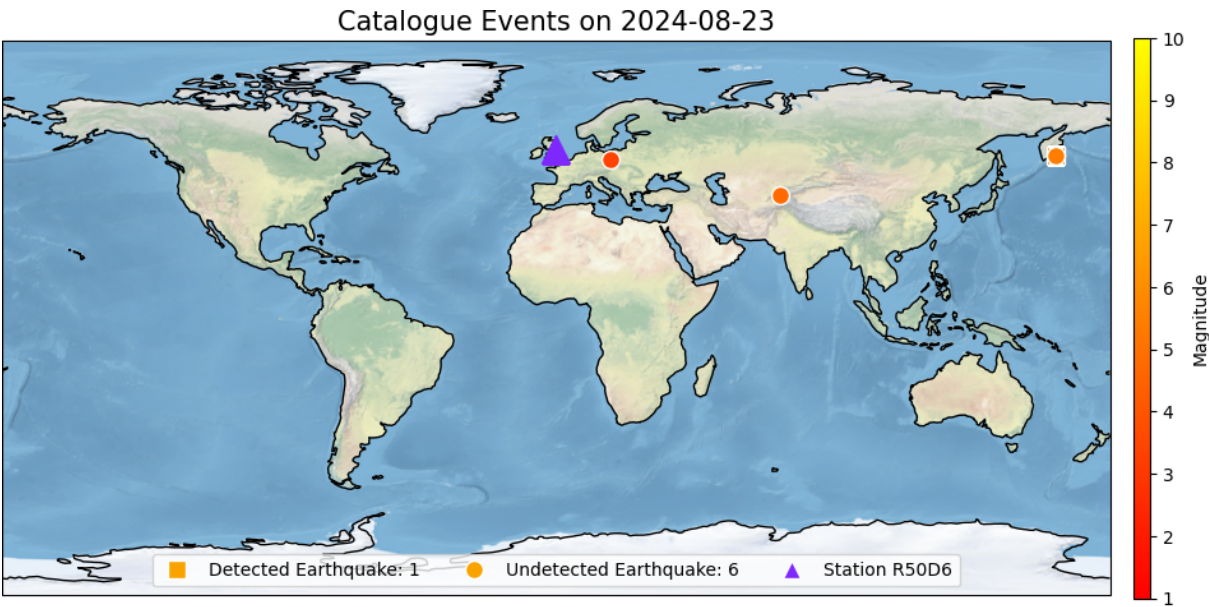 Catalogue Events on 2024-08-23
10
9
8
7
6
5
4
3
2
1
Magnitude
Detected Earthquake: 1
Undetected Earthquake: 6
Station R50D6